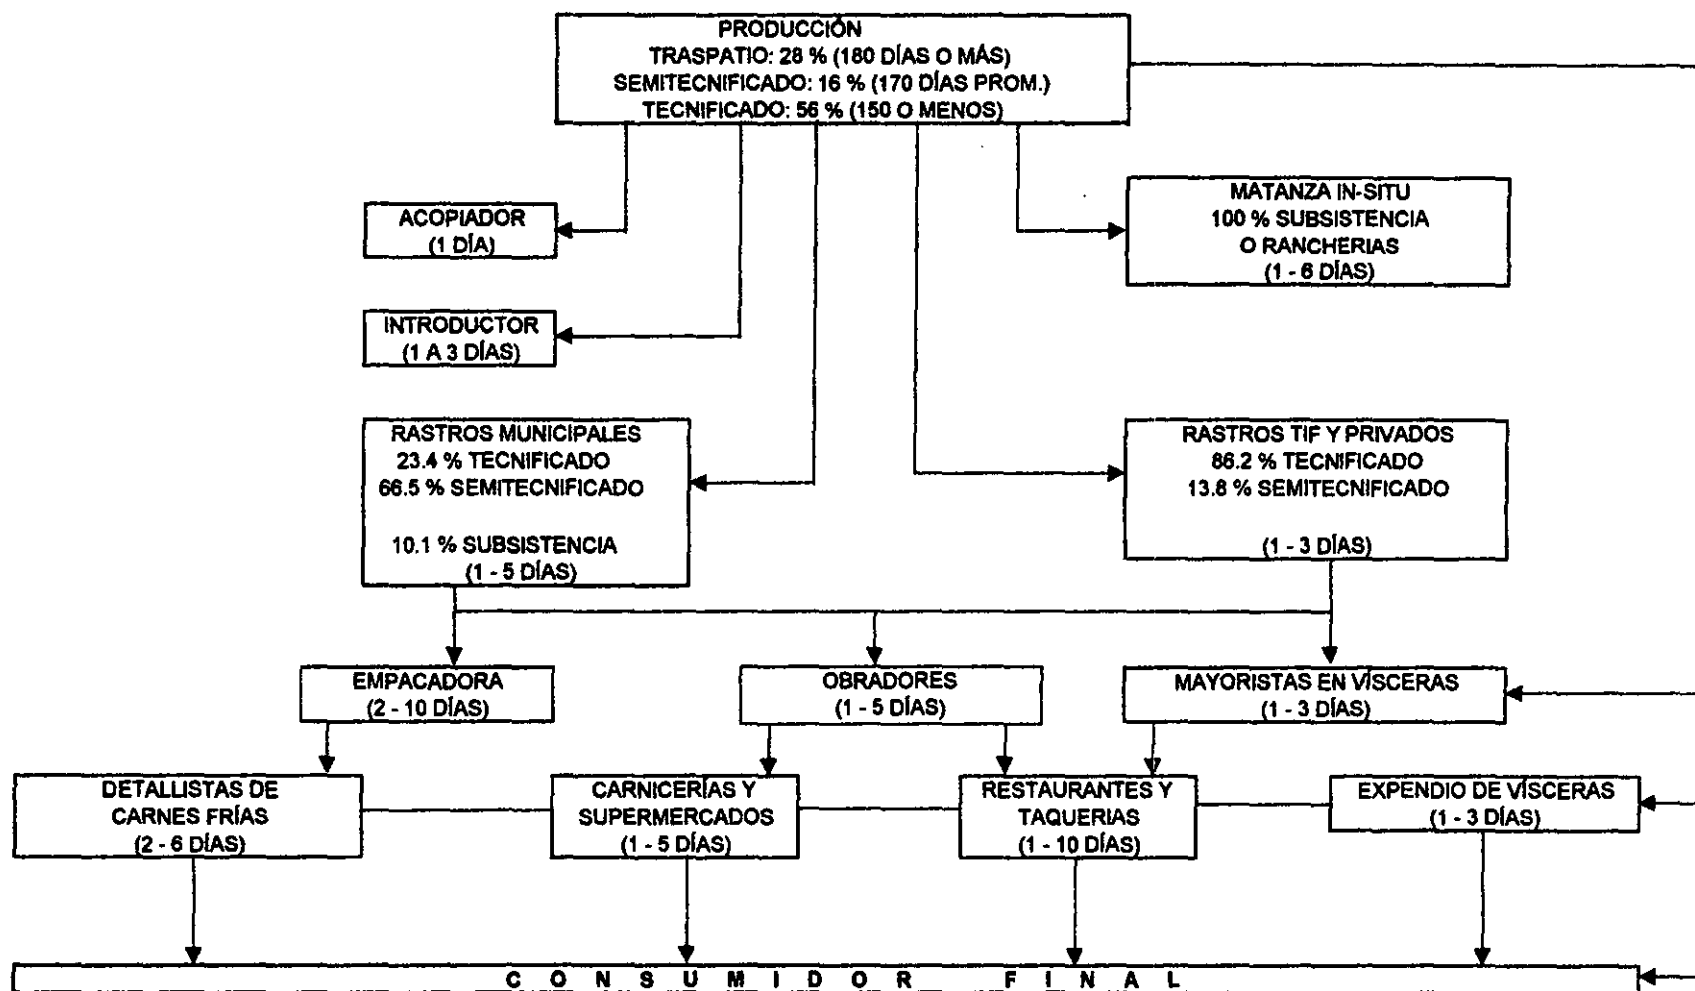 PRODUCCIÓN
TRASPATIO: 28 % (180 DÍAS O MÁS)
SEMITECNIFICADO: 16 % (170 DÍAS PROM.)
TECNIFICADO: 56 % (150 O MENOS)
ACOPIADOR
(1 DÍA)
MATANZA IN-SITU
100 % SUBSISTENCIA
O RANCHERIAS
(1 - 6 DÍAS)
INTRODUCTOR
(1 A 3 DÍAS)
RASTROS MUNICIPALES
23.4 % TECNIFICADO
66.5 % SEMITECNIFICADO
10.1 % SUBSISTENCIA
(1 - 5 DÍAS)
RASTROS TIF Y PRIVADOS
86.2 % TECNIFICADO
13.8 % SEMITECNIFICADO
(1 - 3 DÍAS)
EMPACADORA
(2 - 10 DÍAS)
OBRADORES
(1 - 5 DÍAS)
MAYORISTAS EN VÍSCERAS
(1 - 3 DÍAS)
DETALLISTAS DE
CARNES FRÍAS
(2 - 6 DÍAS)
CARNICERÍAS Y
SUPERMERCADOS
(1 - 5 DÍAS)
RESTAURANTES Y
TAQUERIAS
(1 - 10 DÍAS)
EXPENDIO DE VÍSCERAS
(1 - 3 DÍAS)
C O N S U M I D O R F I N A L